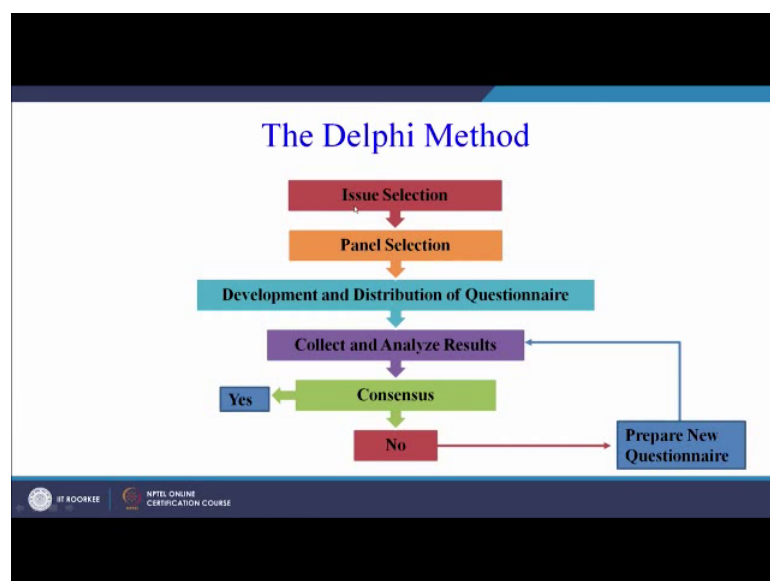 The Delphi Method
Issue Selection
Panel Selection
Development and Distribution of Questionnaire
Collect and Analyze Results
Consensus
Yes
No
Prepare New
Questionnaire
IIT ROORKEE
NPTEL ONLINE
CERTIFICATION COURSE